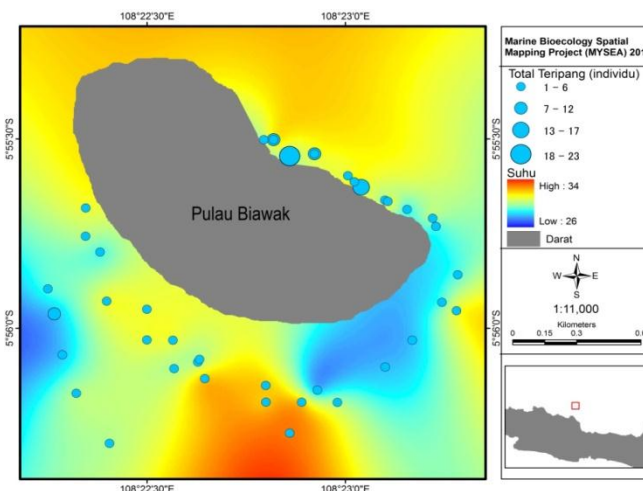 108°22'30"E
108°23'0"E
5°55'30"S
5°55'30"S
Pulau Biawak
5°56'0"S
5°56'0"S
108°22'30"E
108°23'0"E
Marine Bioecology Spatial
Mapping Project (MYSEA)
Total Teripang (individu)
1 – 6
7 – 12
13 – 17
18 – 23
Suhu
High : 34
Low : 26
Darat
N
W E
S
1:11,000
Kilometers
0 0.15 0.3